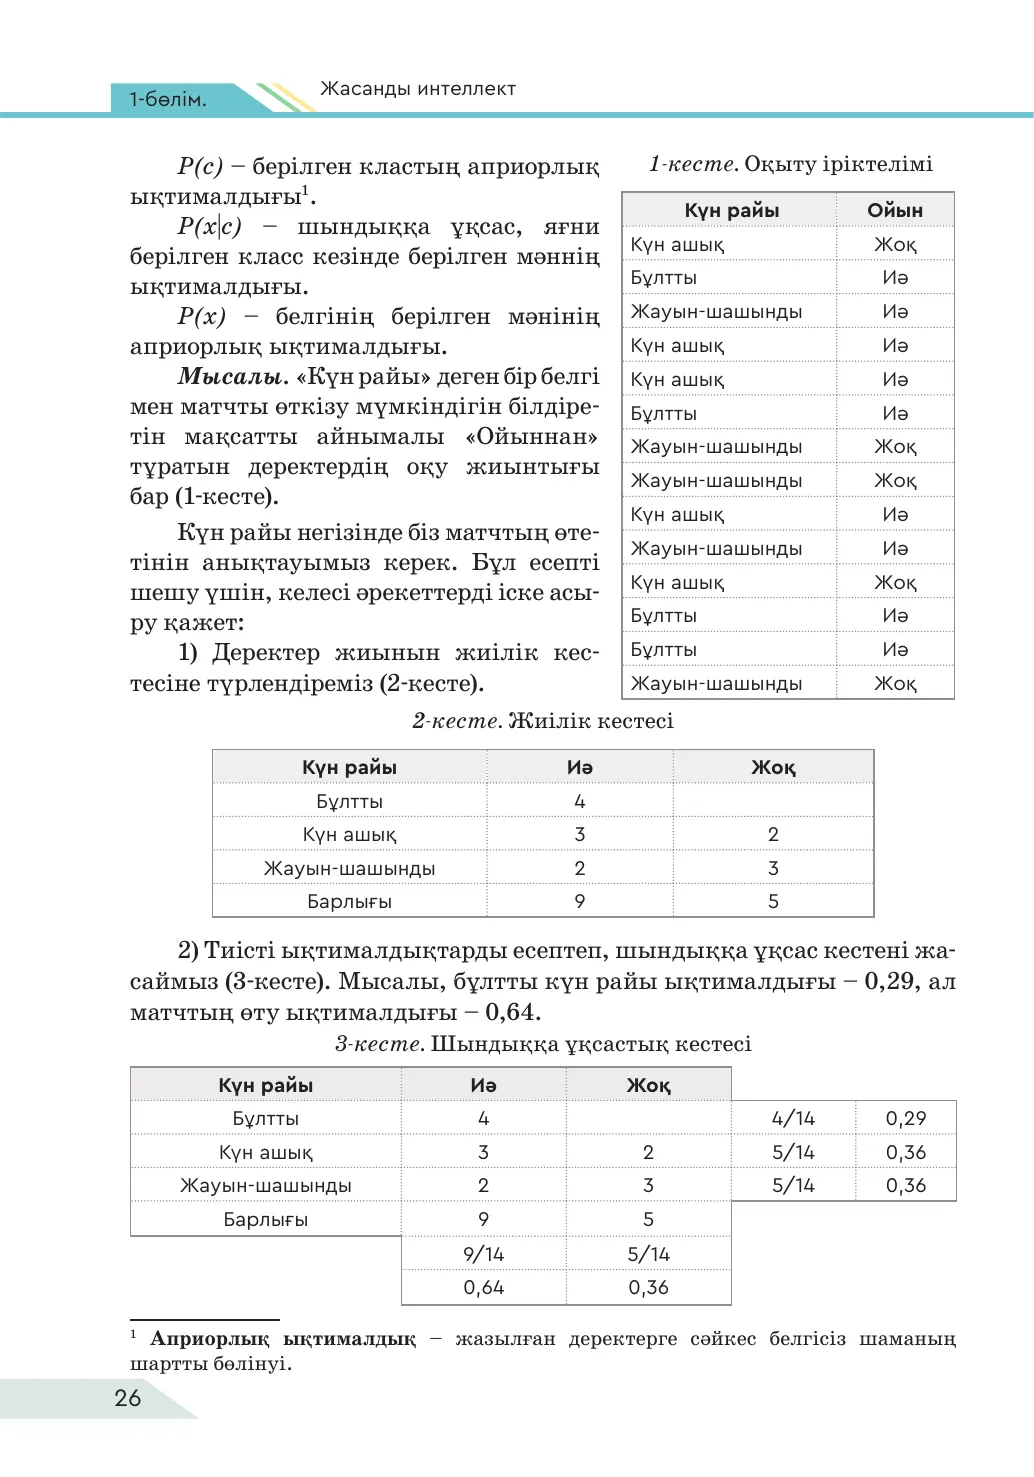 1-бөлім.
Жасанды интеллект
P(c) – берілген кластың априорлық
ықтималдығы¹.
P(x|c) – шындыққа ұқсас, яғни
берілген класс кезінде берілген мәннің
ықтималдығы.
P(x) – белгінің берілген мәнінің
априорлық ықтималдығы.
Мысалы. «Күн райы» деген бір белгі
мен матчты өткізу мүмкіндігін білдіре-
тін мақсатты айнымалы «Ойыннан»
тұратын деректердің оқу жиынтығы
бар (1-кесте).
Күн райы негізінде біз матчтың өте-
тінін анықтауымыз керек. Бұл есепті
шешу үшін, келесі әрекеттерді іске асы-
ру қажет:
1) Деректер жиынын жиілік кес-
тесіне түрлендіреміз (2-кесте).
1-кесте. Оқыту іріктелімі
Күн райы Ойын
Күн ашық Жоқ
Бұлтты Иә
Жауын-шашынды Иә
Күн ашық Иә
Күн ашық Иә
Бұлтты Иә
Жауын-шашынды Жоқ
Жауын-шашынды Жоқ
Күн ашық Иә
Жауын-шашынды Иә
Күн ашық Жоқ
Бұлтты Иә
Бұлтты Иә
Жауын-шашынды Жоқ
2-кесте. Жиілік кестесі
Күн райы Иә Жоқ
Бұлтты 4
Күн ашық 3 2
Жауын-шашынды 2 3
Барлығы 9 5
2) Тиісті ықтималдықтарды есептеп, шындыққа ұқсас кестені жа-
саймыз (3-кесте). Мысалы, бұлтты күн райы ықтималдығы – 0,29, ал
матчтың өту ықтималдығы – 0,64.
3-кесте. Шындыққа ұқсастық кестесі
Күн райы Иә Жоқ
Бұлтты 4 4/14 0,29
Күн ашық 3 2 5/14 0,36
Жауын-шашынды 2 3 5/14 0,36
Барлығы 9 5
9/14 5/14
0,64 0,36
¹ Априорлық ықтималдық – жазылған деректерге сәйкес белгісіз шаманың
шартты бөлінуі.
26